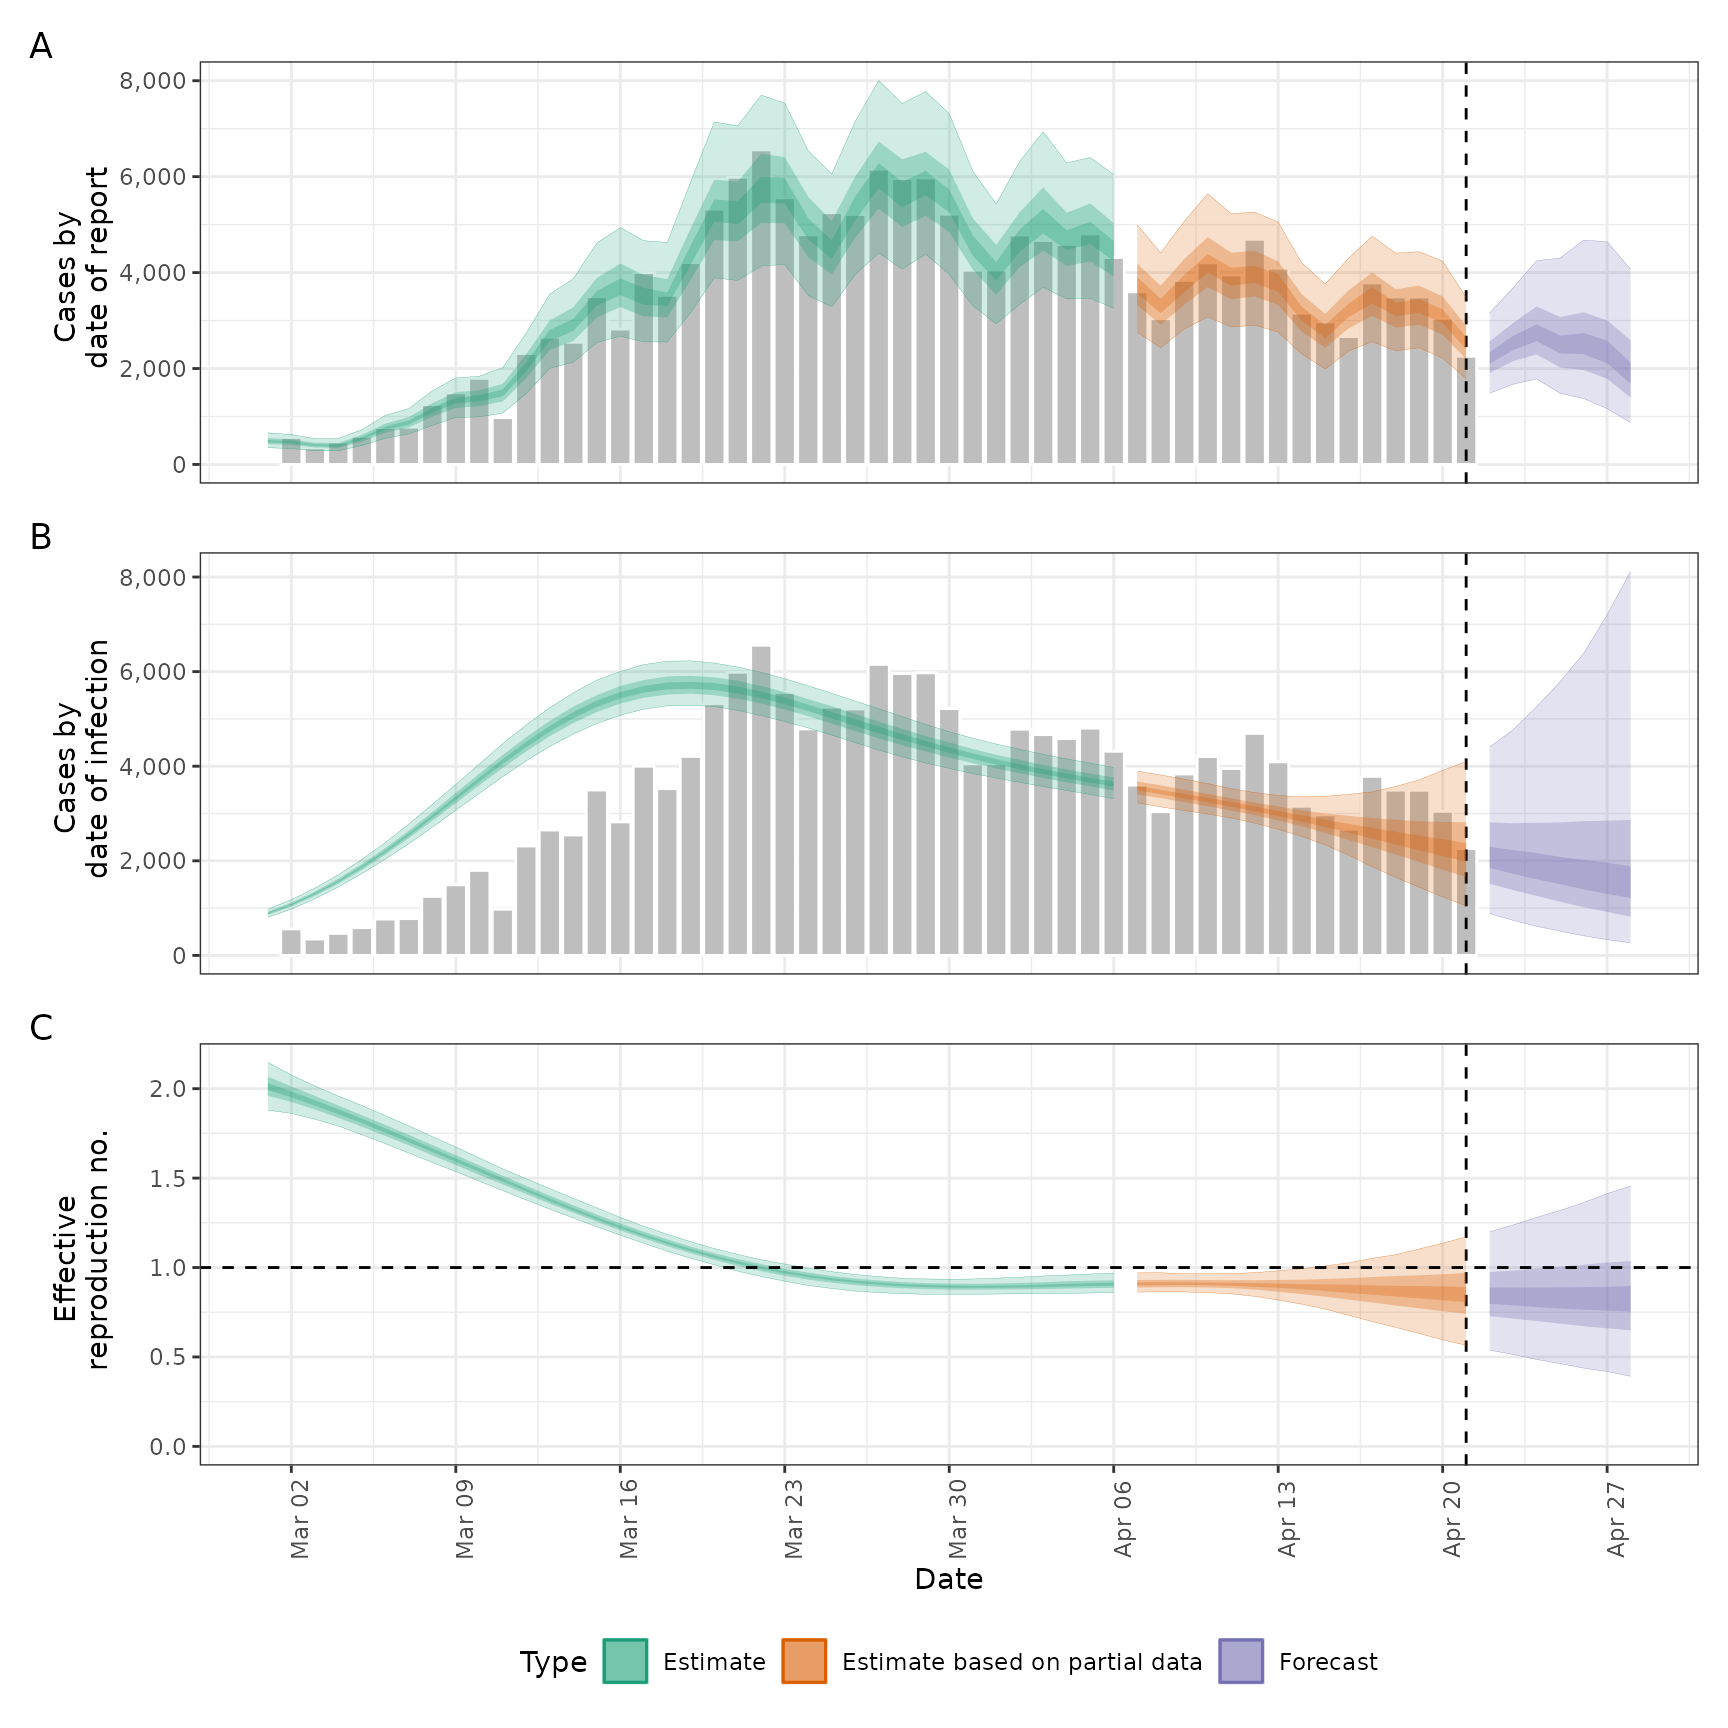 A
8,000
6,000
4,000
2,000
0
Cases by
date of report
B
8,000
6,000
4,000
2,000
0
Cases by
date of infection
C
2.0
1.5
1.0
0.5
0.0
Effective
reproduction no.
Mar 02
Mar 09
Mar 16
Mar 23
Mar 30
Apr 06
Apr 13
Apr 20
Apr 27
Date
Type Estimate Estimate based on partial data Forecast